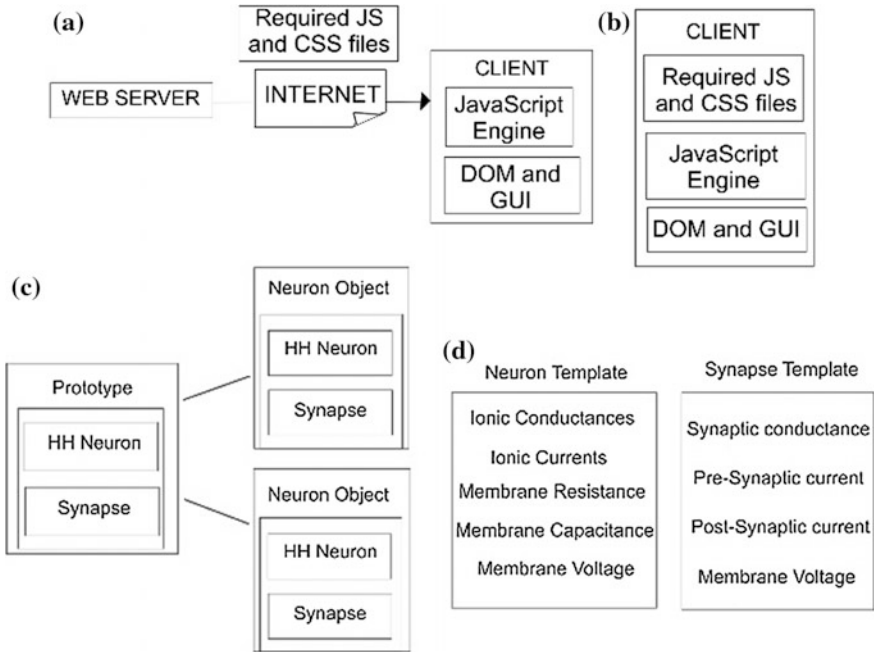 (a)
Required JS
and CSS files
WEB SERVER
INTERNET
CLIENT
JavaScript
Engine
DOM and
GUI
(b)
CLIENT
Required JS
and CSS files
JavaScript
Engine
DOM and GUI
(c)
Prototype
HH Neuron
Synapse
Neuron Object
HH Neuron
Synapse
Neuron Object
HH Neuron
Synapse
(d)
Neuron Template
Ionic Conductances
Ionic Currents
Membrane Resistance
Membrane Capacitance
Membrane Voltage
Synapse Template
Synaptic conductance
Pre-Synaptic current
Post-Synaptic current
Membrane Voltage